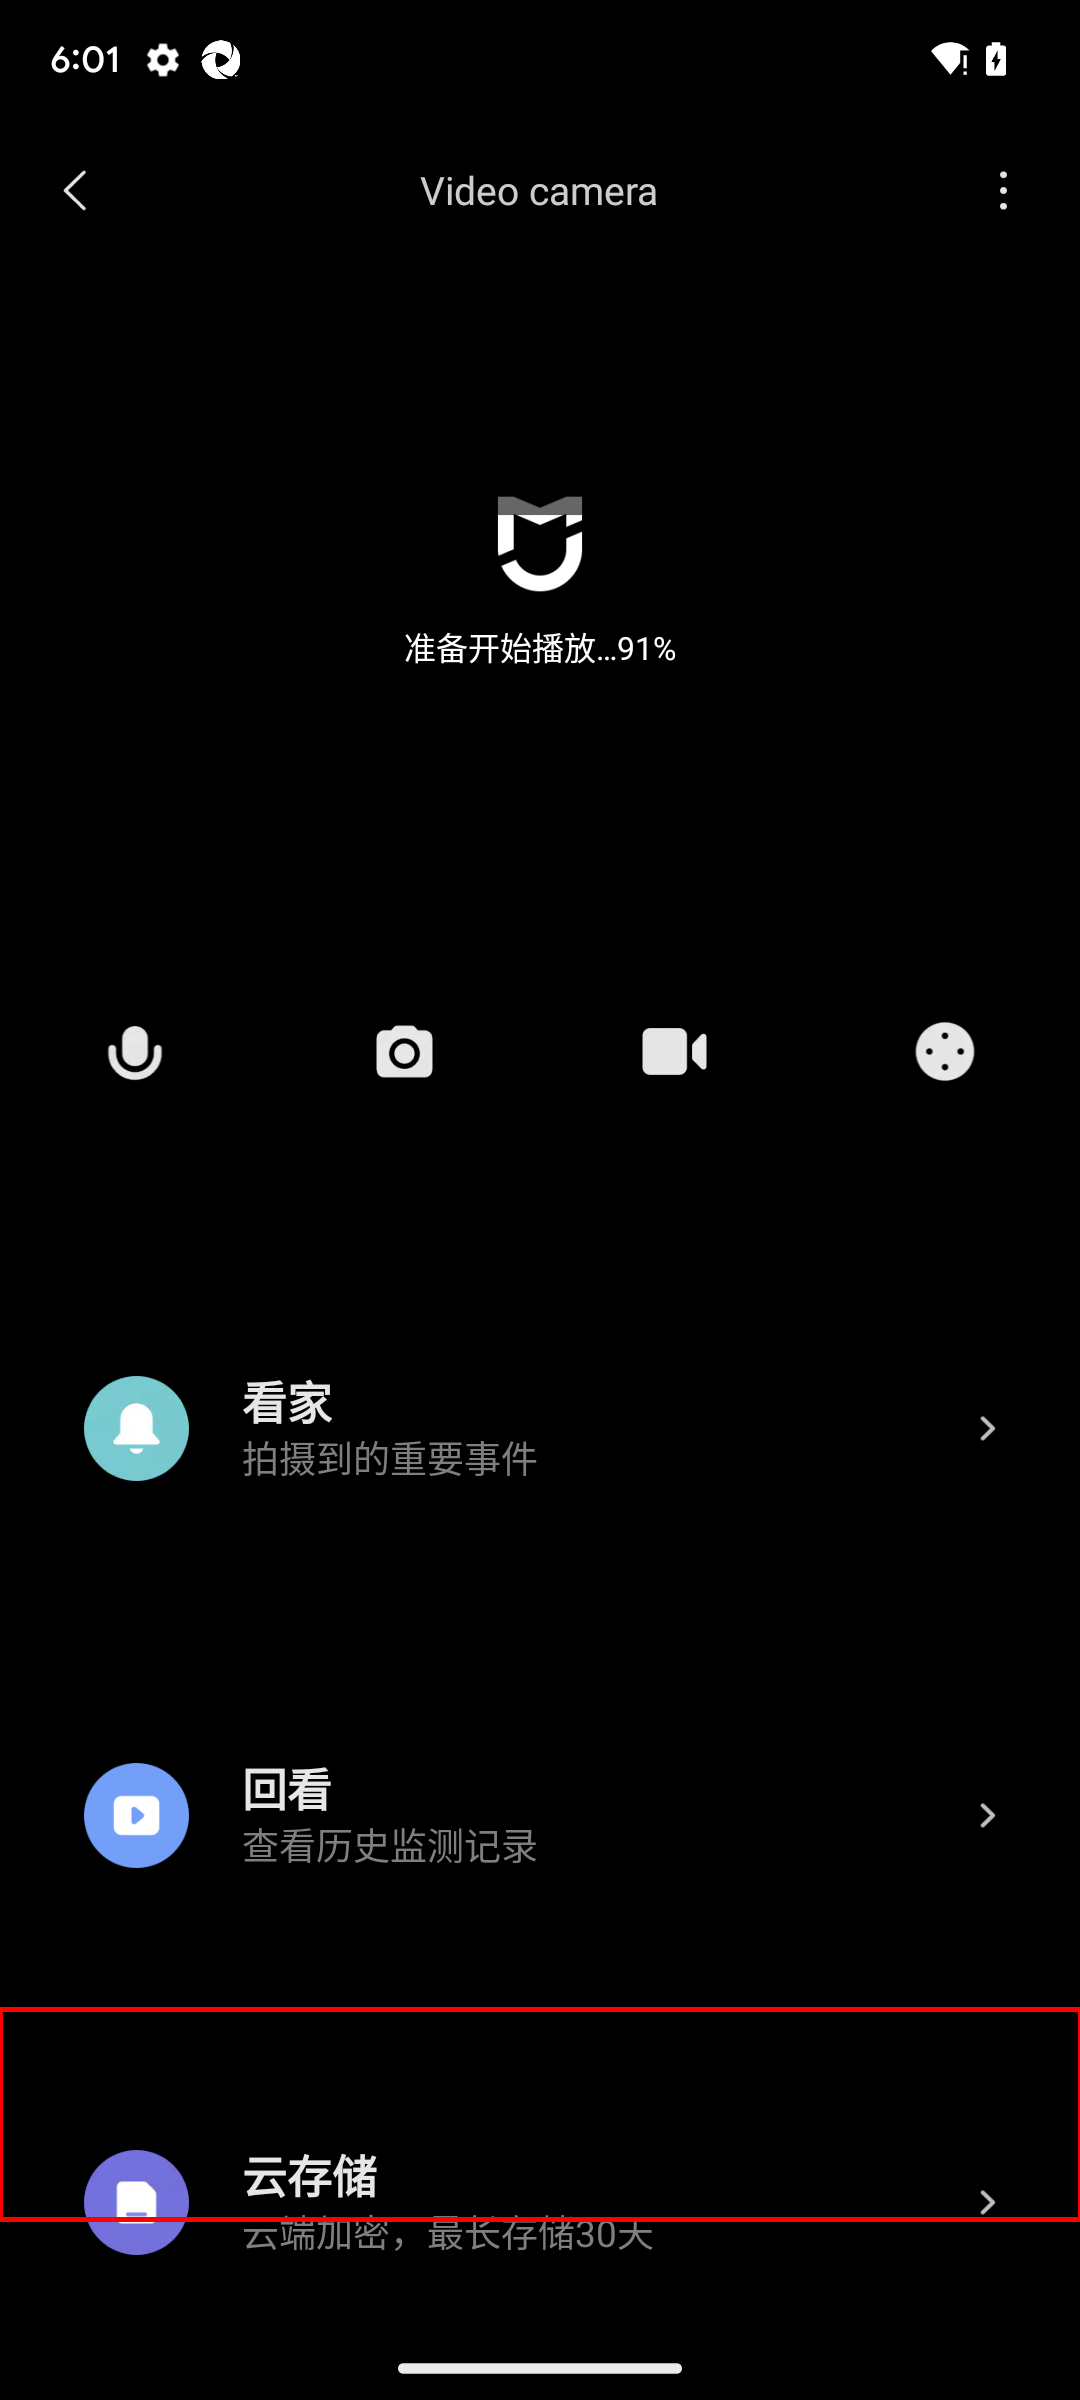 6:01
Video camera
准备开始播放...91%
看家
拍摄到的重要事件
回看
查看历史监测记录
云存储
云端加密，最长存储30天